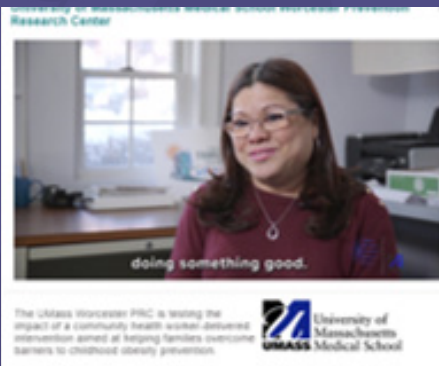 University of Massachusetts Medical School Worcester Prevention
Research Center
doing something good.
The UMass Worcester PRC is testing the
impact of a community health worker-delivered
intervention aimed at helping families overcome
barriers to childhood obesity prevention.
UMASS
University of
Massachusetts
Medical School